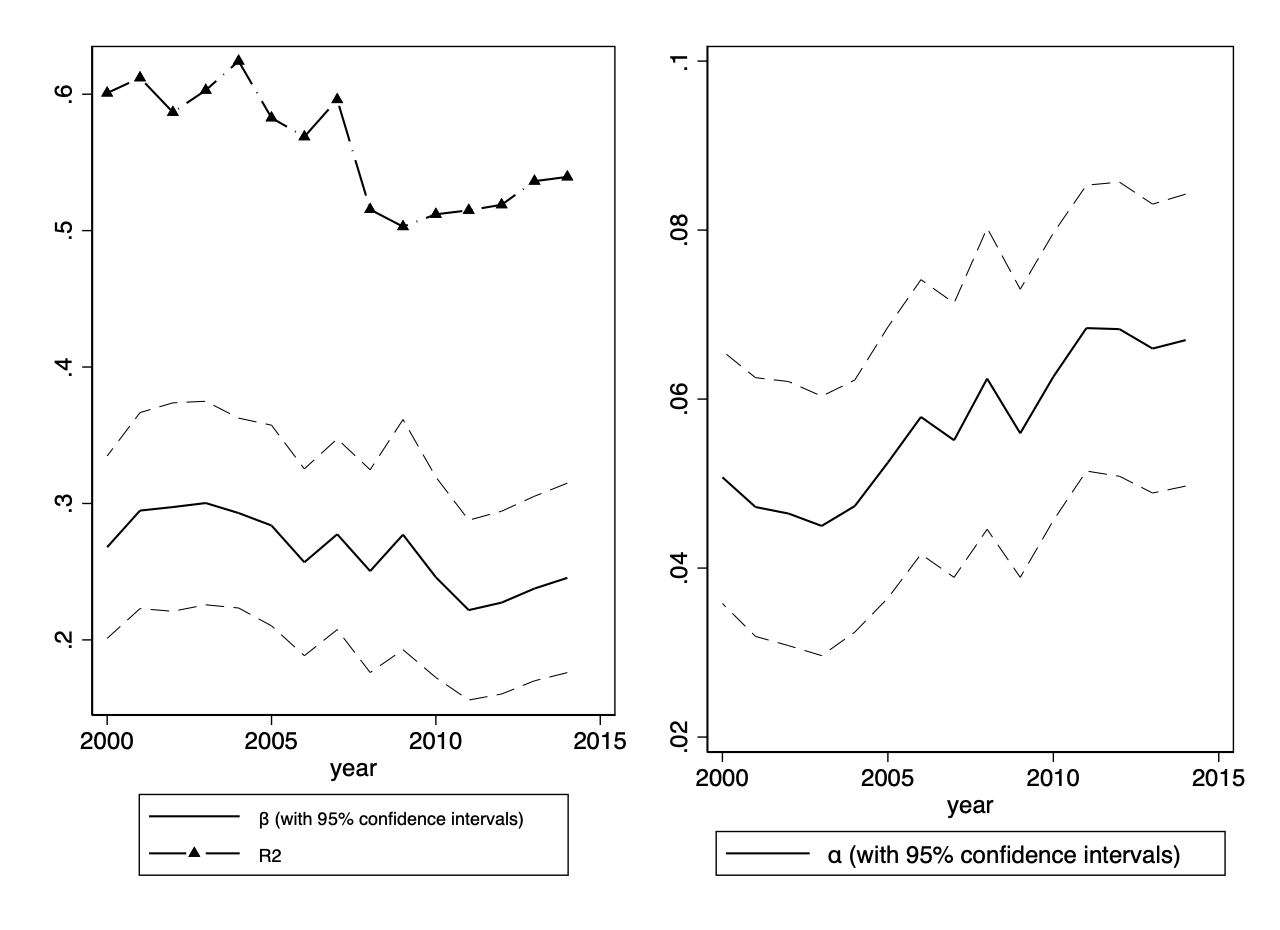 .6
.5
.4
.3
.2
2000 2005 2010 2015
year
β (with 95% confidence intervals)
R2
.1
.08
.06
.04
.02
2000 2005 2010 2015
year
α (with 95% confidence intervals)